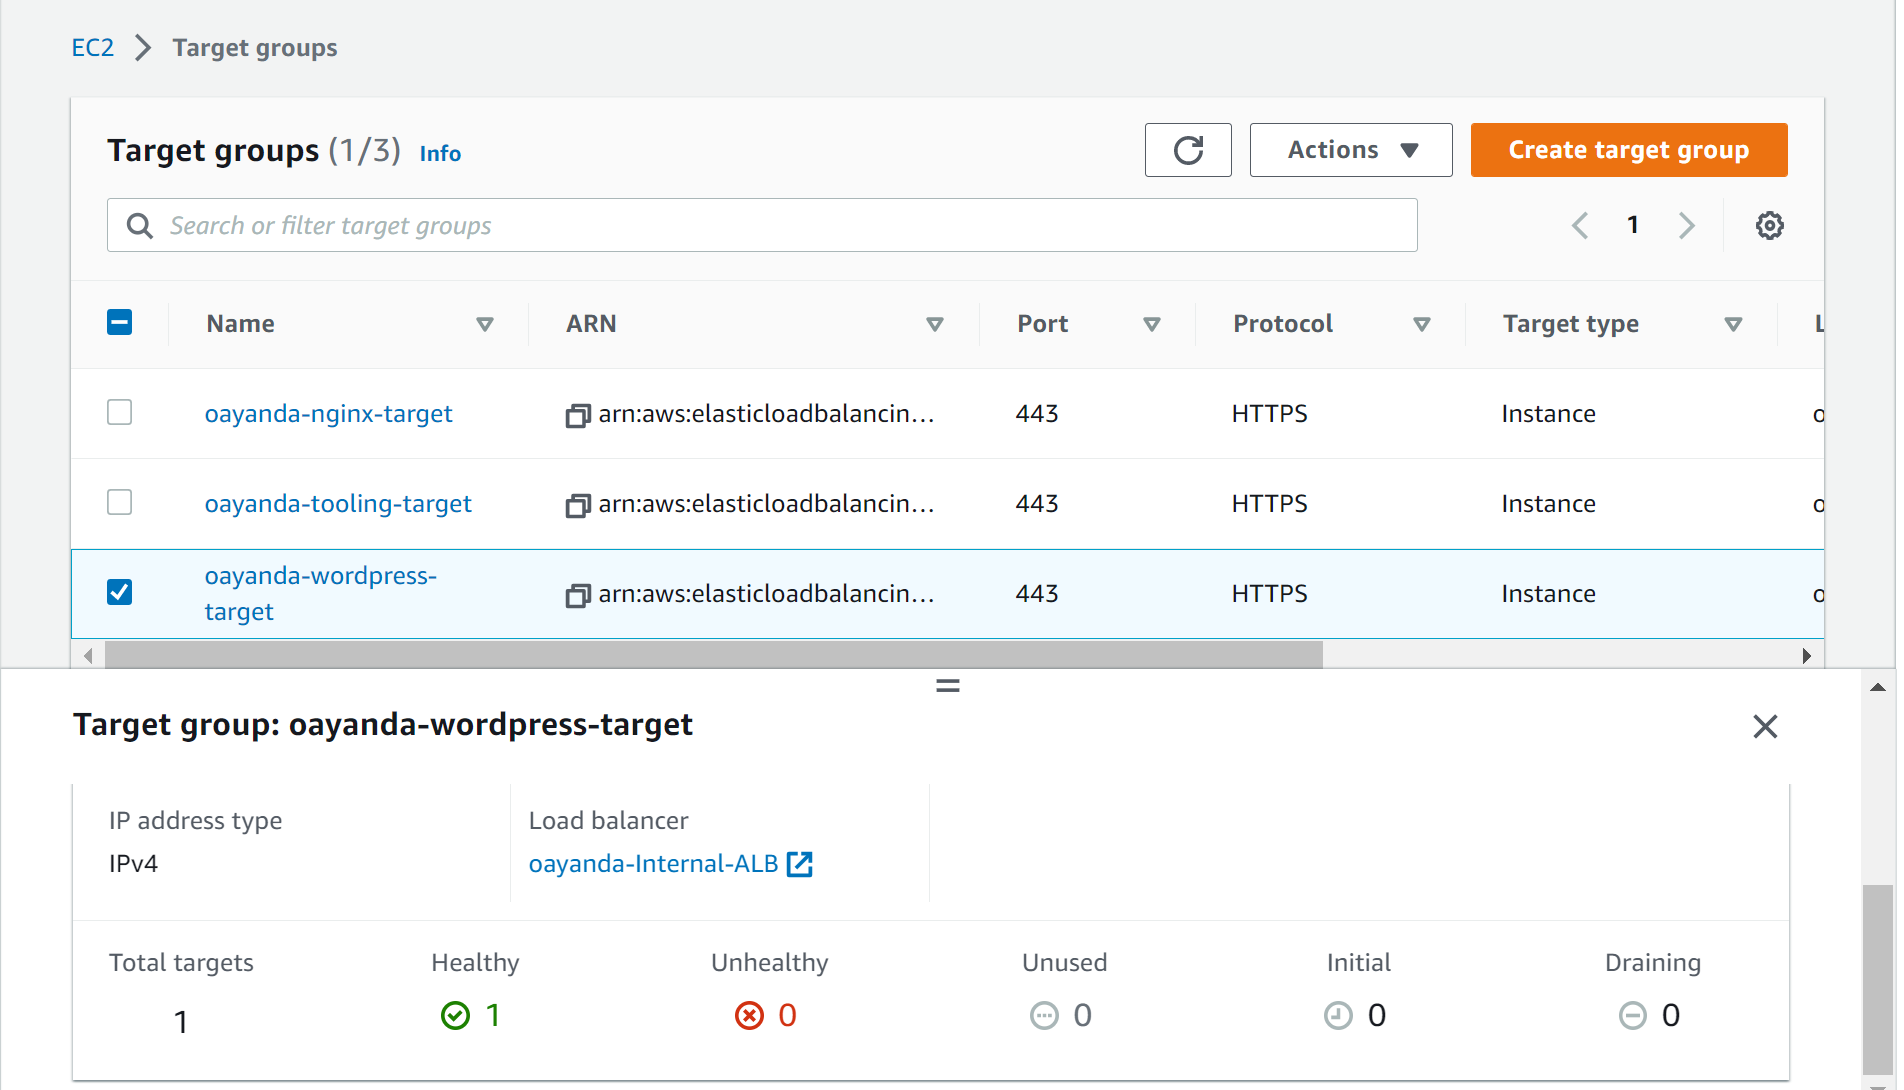 EC2 Target groups
Target groups (1/3) Info
Actions
Create target group
Search or filter target groups
1
Name ARN Port Protocol Target type L
oayanda-nginx-target arn:aws:elasticloadbalancin... 443 HTTPS Instance o
oayanda-tooling-target arn:aws:elasticloadbalancin... 443 HTTPS Instance o
oayanda-wordpress-
target arn:aws:elasticloadbalancin... 443 HTTPS Instance o
Target group: oayanda-wordpress-target
IP address type Load balancer
IPv4 oayanda-Internal-ALB
Total targets Healthy Unhealthy Unused Initial Draining
1 1 0 0 0 0